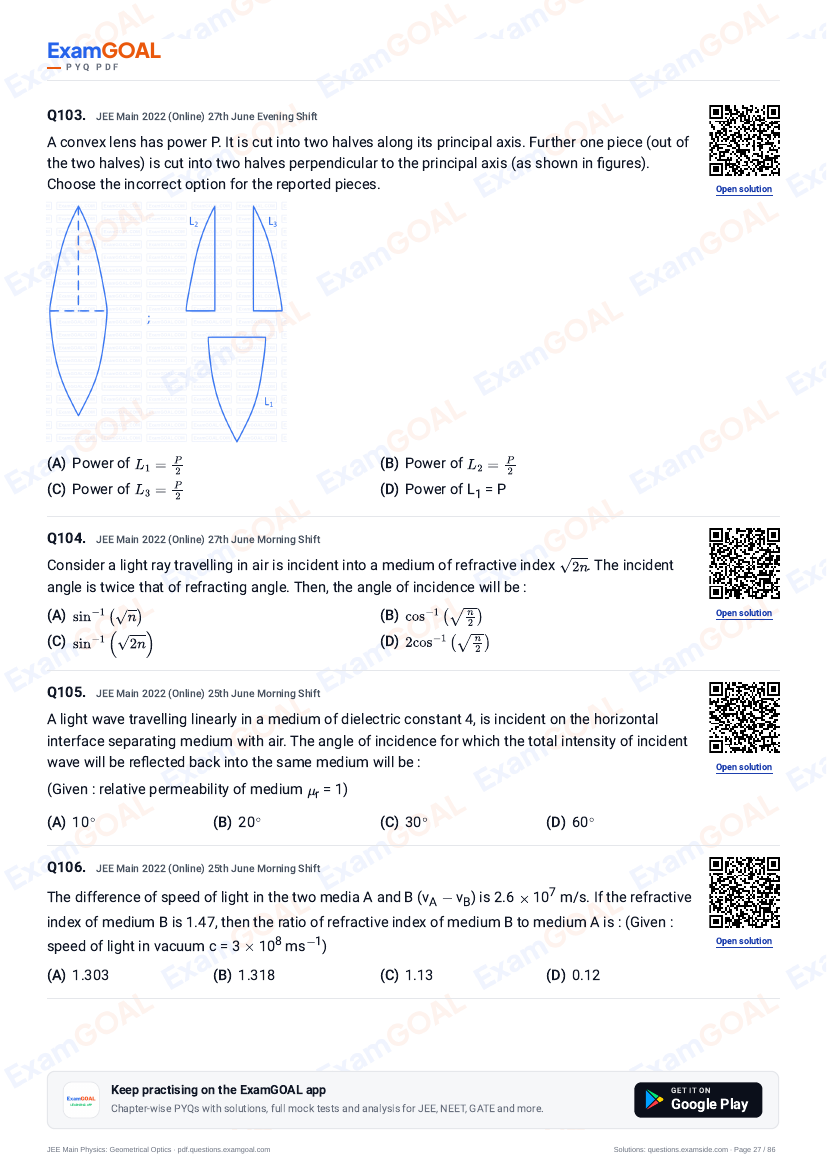 ExamGOAL
PYQ PDF
Q103. JEE Main 2022 (Online) 27th June Evening Shift
A convex lens has power P. It is cut into two halves along its principal axis. Further one piece (out of
the two halves) is cut into two halves perpendicular to the principal axis (as shown in figures).
Choose the incorrect option for the reported pieces.
Open solution
L₂
L₃
;
L₁
(A) Power of L₁ = P/2
(B) Power of L₂ = P/2
(C) Power of L₃ = P/2
(D) Power of L₁ = P
Q104. JEE Main 2022 (Online) 27th June Morning Shift
Consider a light ray travelling in air is incident into a medium of refractive index √(2n). The incident
angle is twice that of refracting angle. Then, the angle of incidence will be :
Open solution
(A) sin⁻¹ (√n)
(B) cos⁻¹ (√(n/2))
(C) sin⁻¹ (√(2n))
(D) 2cos⁻¹ (√(n/2))
Q105. JEE Main 2022 (Online) 25th June Morning Shift
A light wave travelling linearly in a medium of dielectric constant 4, is incident on the horizontal
interface separating medium with air. The angle of incidence for which the total intensity of incident
wave will be reflected back into the same medium will be :
Open solution
(Given : relative permeability of medium μᵣ = 1)
(A) 10°
(B) 20°
(C) 30°
(D) 60°
Q106. JEE Main 2022 (Online) 25th June Morning Shift
The difference of speed of light in the two media A and B (v_A − v_B) is 2.6 × 10⁷ m/s. If the refractive
index of medium B is 1.47, then the ratio of refractive index of medium B to medium A is : (Given :
speed of light in vacuum c = 3 × 10⁸ ms⁻¹)
Open solution
(A) 1.303
(B) 1.318
(C) 1.13
(D) 0.12
ExamGOAL
Keep practising on the ExamGOAL app
Chapter-wise PYQs with solutions, full mock tests and analysis for JEE, NEET, GATE and more.
GET IT ON
Google Play
JEE Main Physics: Geometrical Optics · pdf.questions.examgoal.com
Solutions: questions.examside.com · Page 27 / 86